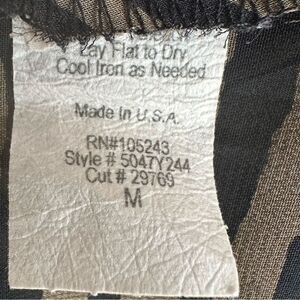 Lay Flat to Dry
Cool Iron as Needed
Made In U.S.A.
RN#105243
Style # 5047Y244
Cut # 29769
M